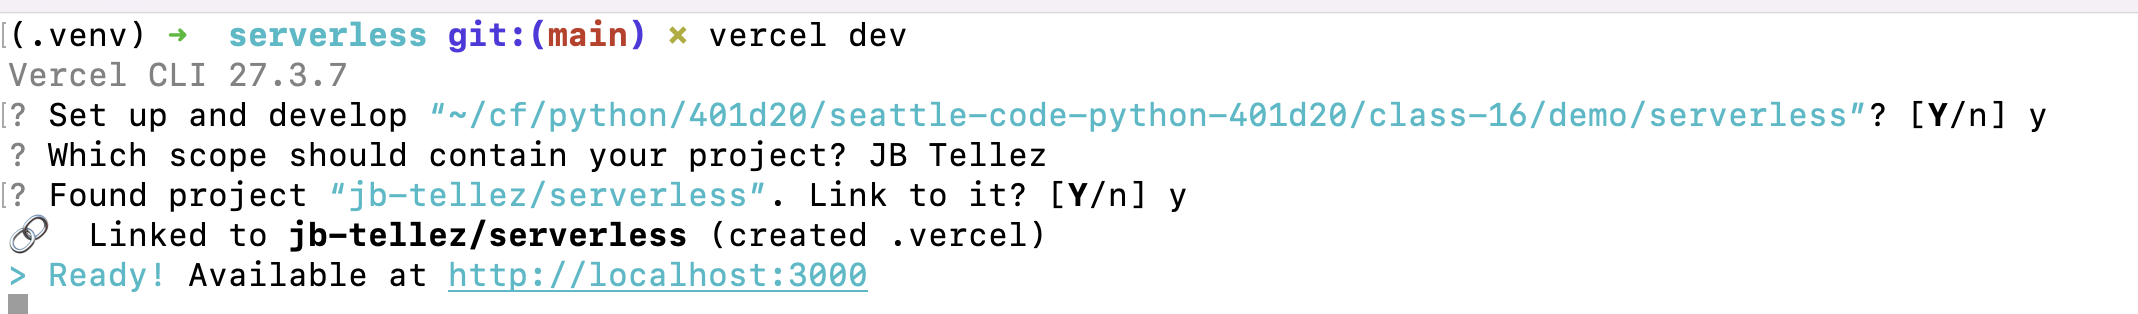 (.venv) ➜  serverless git:(main) ✗ vercel dev
Vercel CLI 27.3.7
? Set up and develop “~/cf/python/401d20/seattle-code-python-401d20/class-16/demo/serverless”? [Y/n] y
? Which scope should contain your project? JB Tellez
? Found project “jb-tellez/serverless”. Link to it? [Y/n] y
🔗  Linked to jb-tellez/serverless (created .vercel)
> Ready! Available at http://localhost:3000